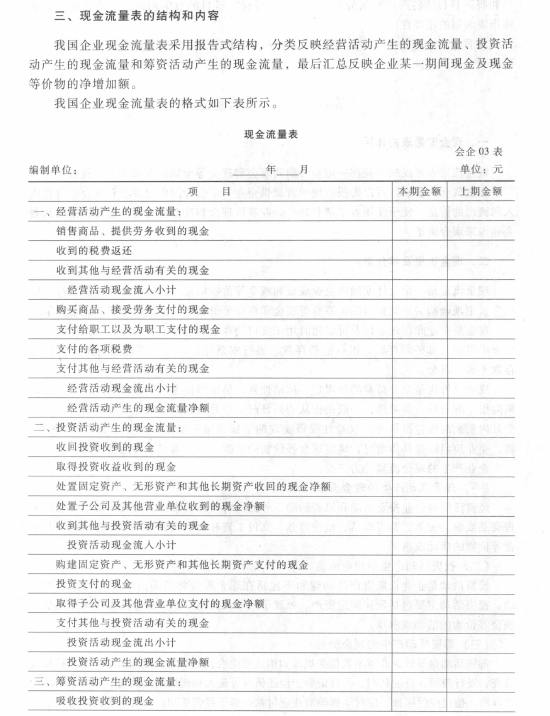 三、现金流量表的结构和内容
我国企业现金流量表采用报告式结构，分类反映经营活动产生的现金流量、投资活
动产生的现金流量和筹资活动产生的现金流量，最后汇总反映企业某一期间现金及现金
等价物的净增加额。
我国企业现金流量表的格式如下表所示。
现金流量表
会企 03 表
编制单位： ______年___月 单位：元
项 目 本期金额 上期金额
一、经营活动产生的现金流量：
销售商品、提供劳务收到的现金
收到的税费返还
收到其他与经营活动有关的现金
经营活动现金流入小计
购买商品、接受劳务支付的现金
支付给职工以及为职工支付的现金
支付的各项税费
支付其他与经营活动有关的现金
经营活动现金流出小计
经营活动产生的现金流量净额
二、投资活动产生的现金流量：
收回投资收到的现金
取得投资收益收到的现金
处置固定资产、无形资产和其他长期资产收回的现金净额
处置子公司及其他营业单位收到的现金净额
收到其他与投资活动有关的现金
投资活动现金流入小计
购建固定资产、无形资产和其他长期资产支付的现金
投资支付的现金
取得子公司及其他营业单位支付的现金净额
支付其他与投资活动有关的现金
投资活动现金流出小计
投资活动产生的现金流量净额
三、筹资活动产生的现金流量：
吸收投资收到的现金